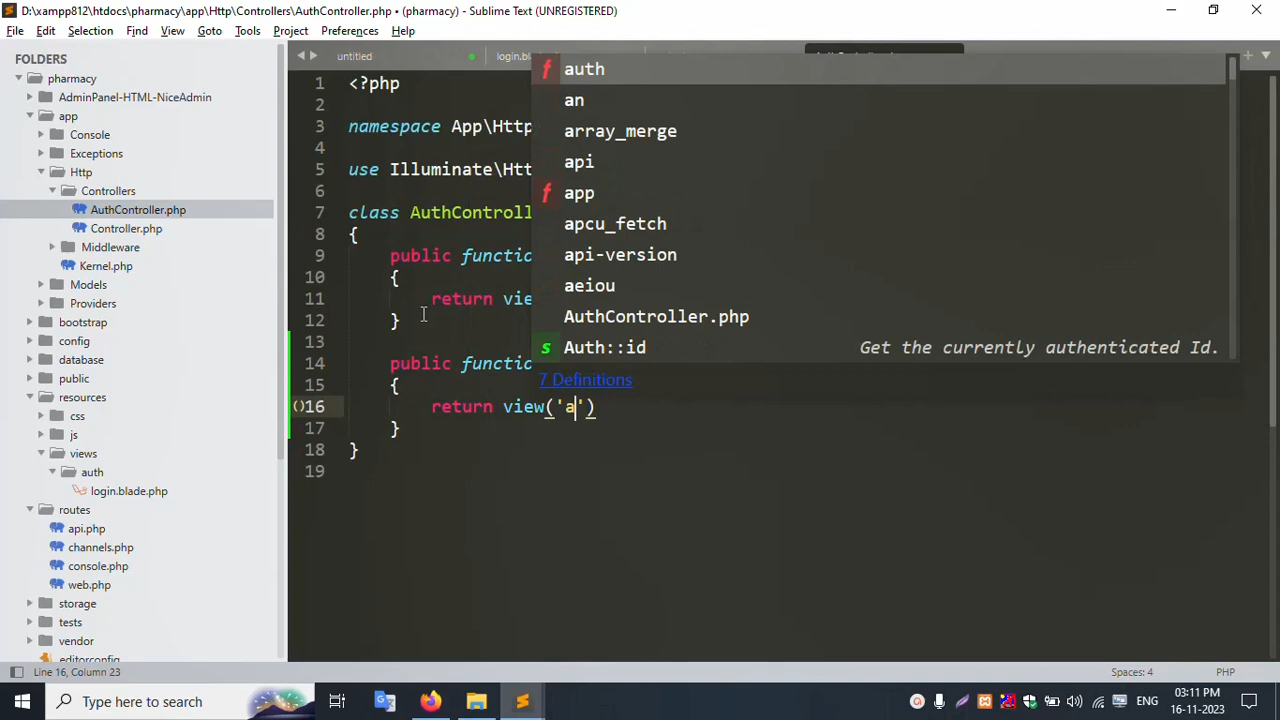 D:\xampp812\htdocs\pharmacy\app\Http\Controllers\AuthController.php • (pharmacy) - Sublime Text (UNREGISTERED)
File Edit Selection Find View Goto Tools Project Preferences Help
FOLDERS
pharmacy
AdminPanel-HTML-NiceAdmin
app
Console
Exceptions
Http
Controllers
AuthController.php
Controller.php
Middleware
Kernel.php
Models
Providers
bootstrap
config
database
public
resources
css
js
views
auth
login.blade.php
routes
api.php
channels.php
console.php
web.php
storage
tests
vendor
.editorconfig
untitled
login.bl
1 <?php
2
3 namespace App\Http
4
5 use Illuminate\Htt
6
7 class AuthControll
8 {
9 public functio
10 {
11 return vie
12 }
13
14 public functio
15 {
16 return view('a')
17 }
18 }
19
f auth
an
array_merge
api
f app
apcu_fetch
api-version
aeiou
AuthController.php
s Auth::id Get the currently authenticated Id.
7 Definitions
Line 16, Column 23
Spaces: 4
PHP
Type here to search
ENG
03:11 PM
16-11-2023